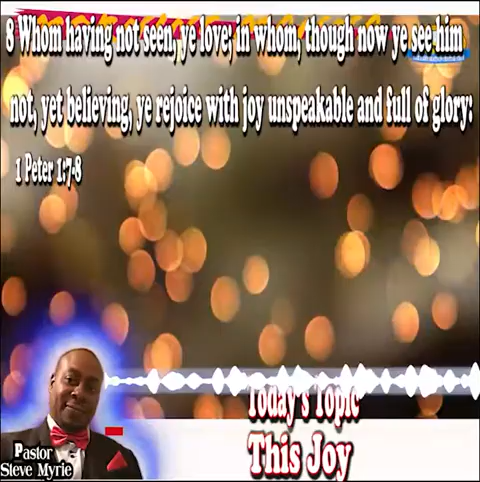 8 Whom having not seen, ye love; in whom, though now ye see him
not, yet believing, ye rejoice with joy unspeakable and full of glory:
1 Peter 1:7-8
Today's Topic
This Joy
Pastor
Steve Myrie